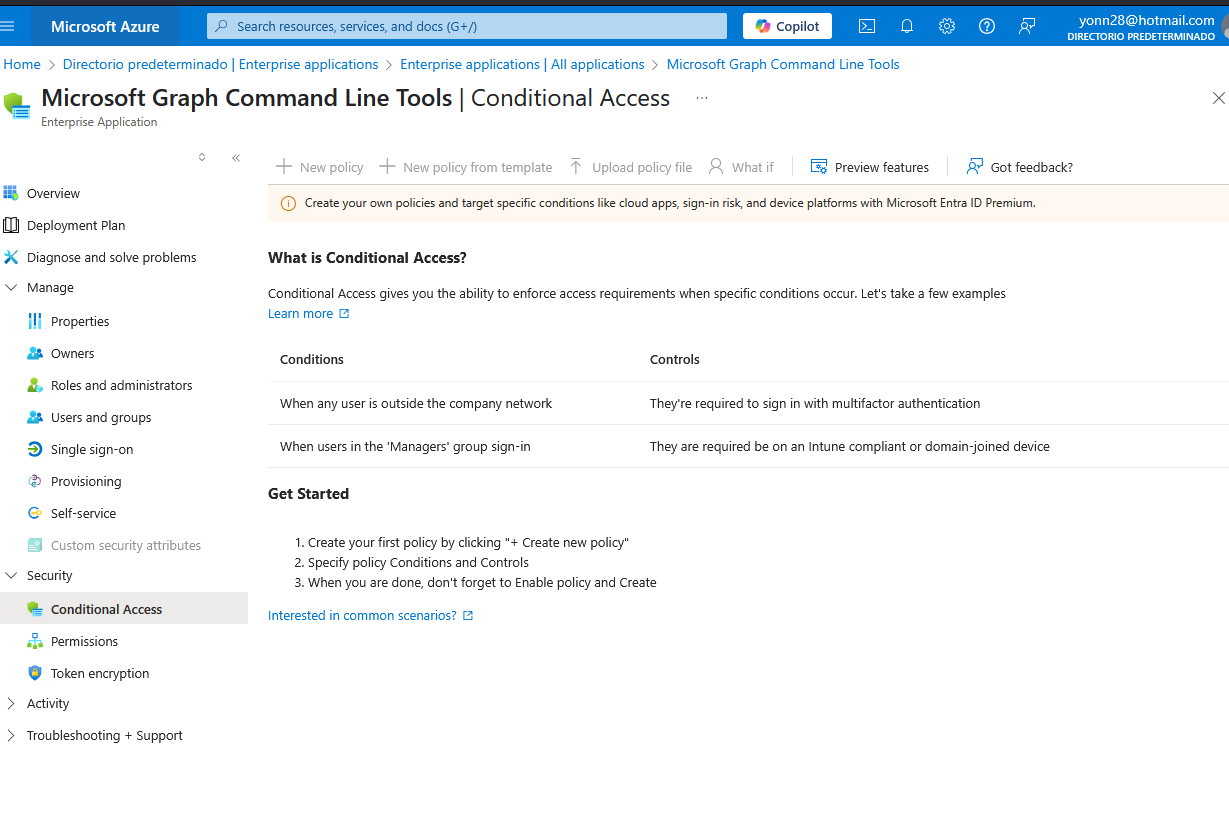 Microsoft Azure
Search resources, services, and docs (G+/)
Copilot
yonn28@hotmail.com
DIRECTORIO PREDETERMINADO
Home > Directorio predeterminado | Enterprise applications > Enterprise applications | All applications > Microsoft Graph Command Line Tools
Microsoft Graph Command Line Tools | Conditional Access ...
Enterprise Application
New policy
New policy from template
Upload policy file
What if
Preview features
Got feedback?
Create your own policies and target specific conditions like cloud apps, sign-in risk, and device platforms with Microsoft Entra ID Premium.
Overview
Deployment Plan
Diagnose and solve problems
Manage
Properties
Owners
Roles and administrators
Users and groups
Single sign-on
Provisioning
Self-service
Custom security attributes
Security
Conditional Access
Permissions
Token encryption
Activity
Troubleshooting + Support
What is Conditional Access?
Conditional Access gives you the ability to enforce access requirements when specific conditions occur. Let's take a few examples
Learn more
Conditions Controls
When any user is outside the company network They're required to sign in with multifactor authentication
When users in the 'Managers' group sign-in They are required be on an Intune compliant or domain-joined device
Get Started
1. Create your first policy by clicking "+ Create new policy"
2. Specify policy Conditions and Controls
3. When you are done, don't forget to Enable policy and Create
Interested in common scenarios?